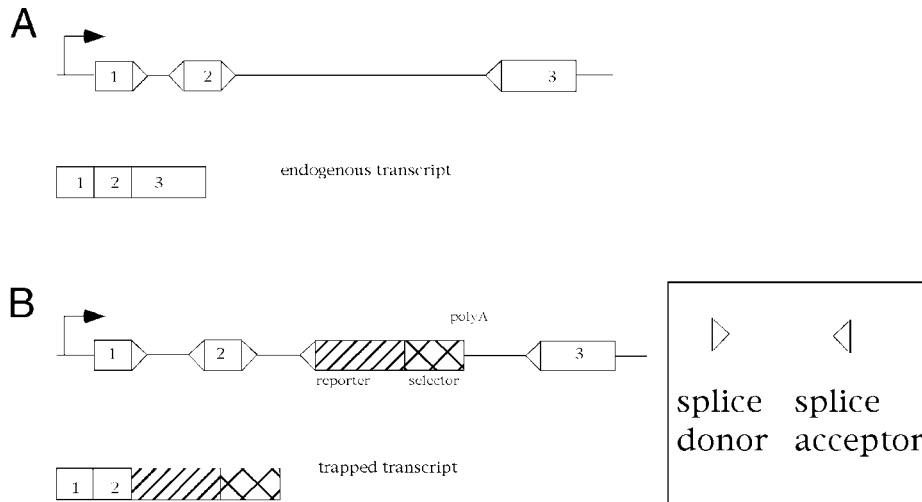 A
1 2 3
1 2 3 endogenous transcript
B
polyA
1 2 3
reporter selector
1 2 trapped transcript
splice splice
donor acceptor